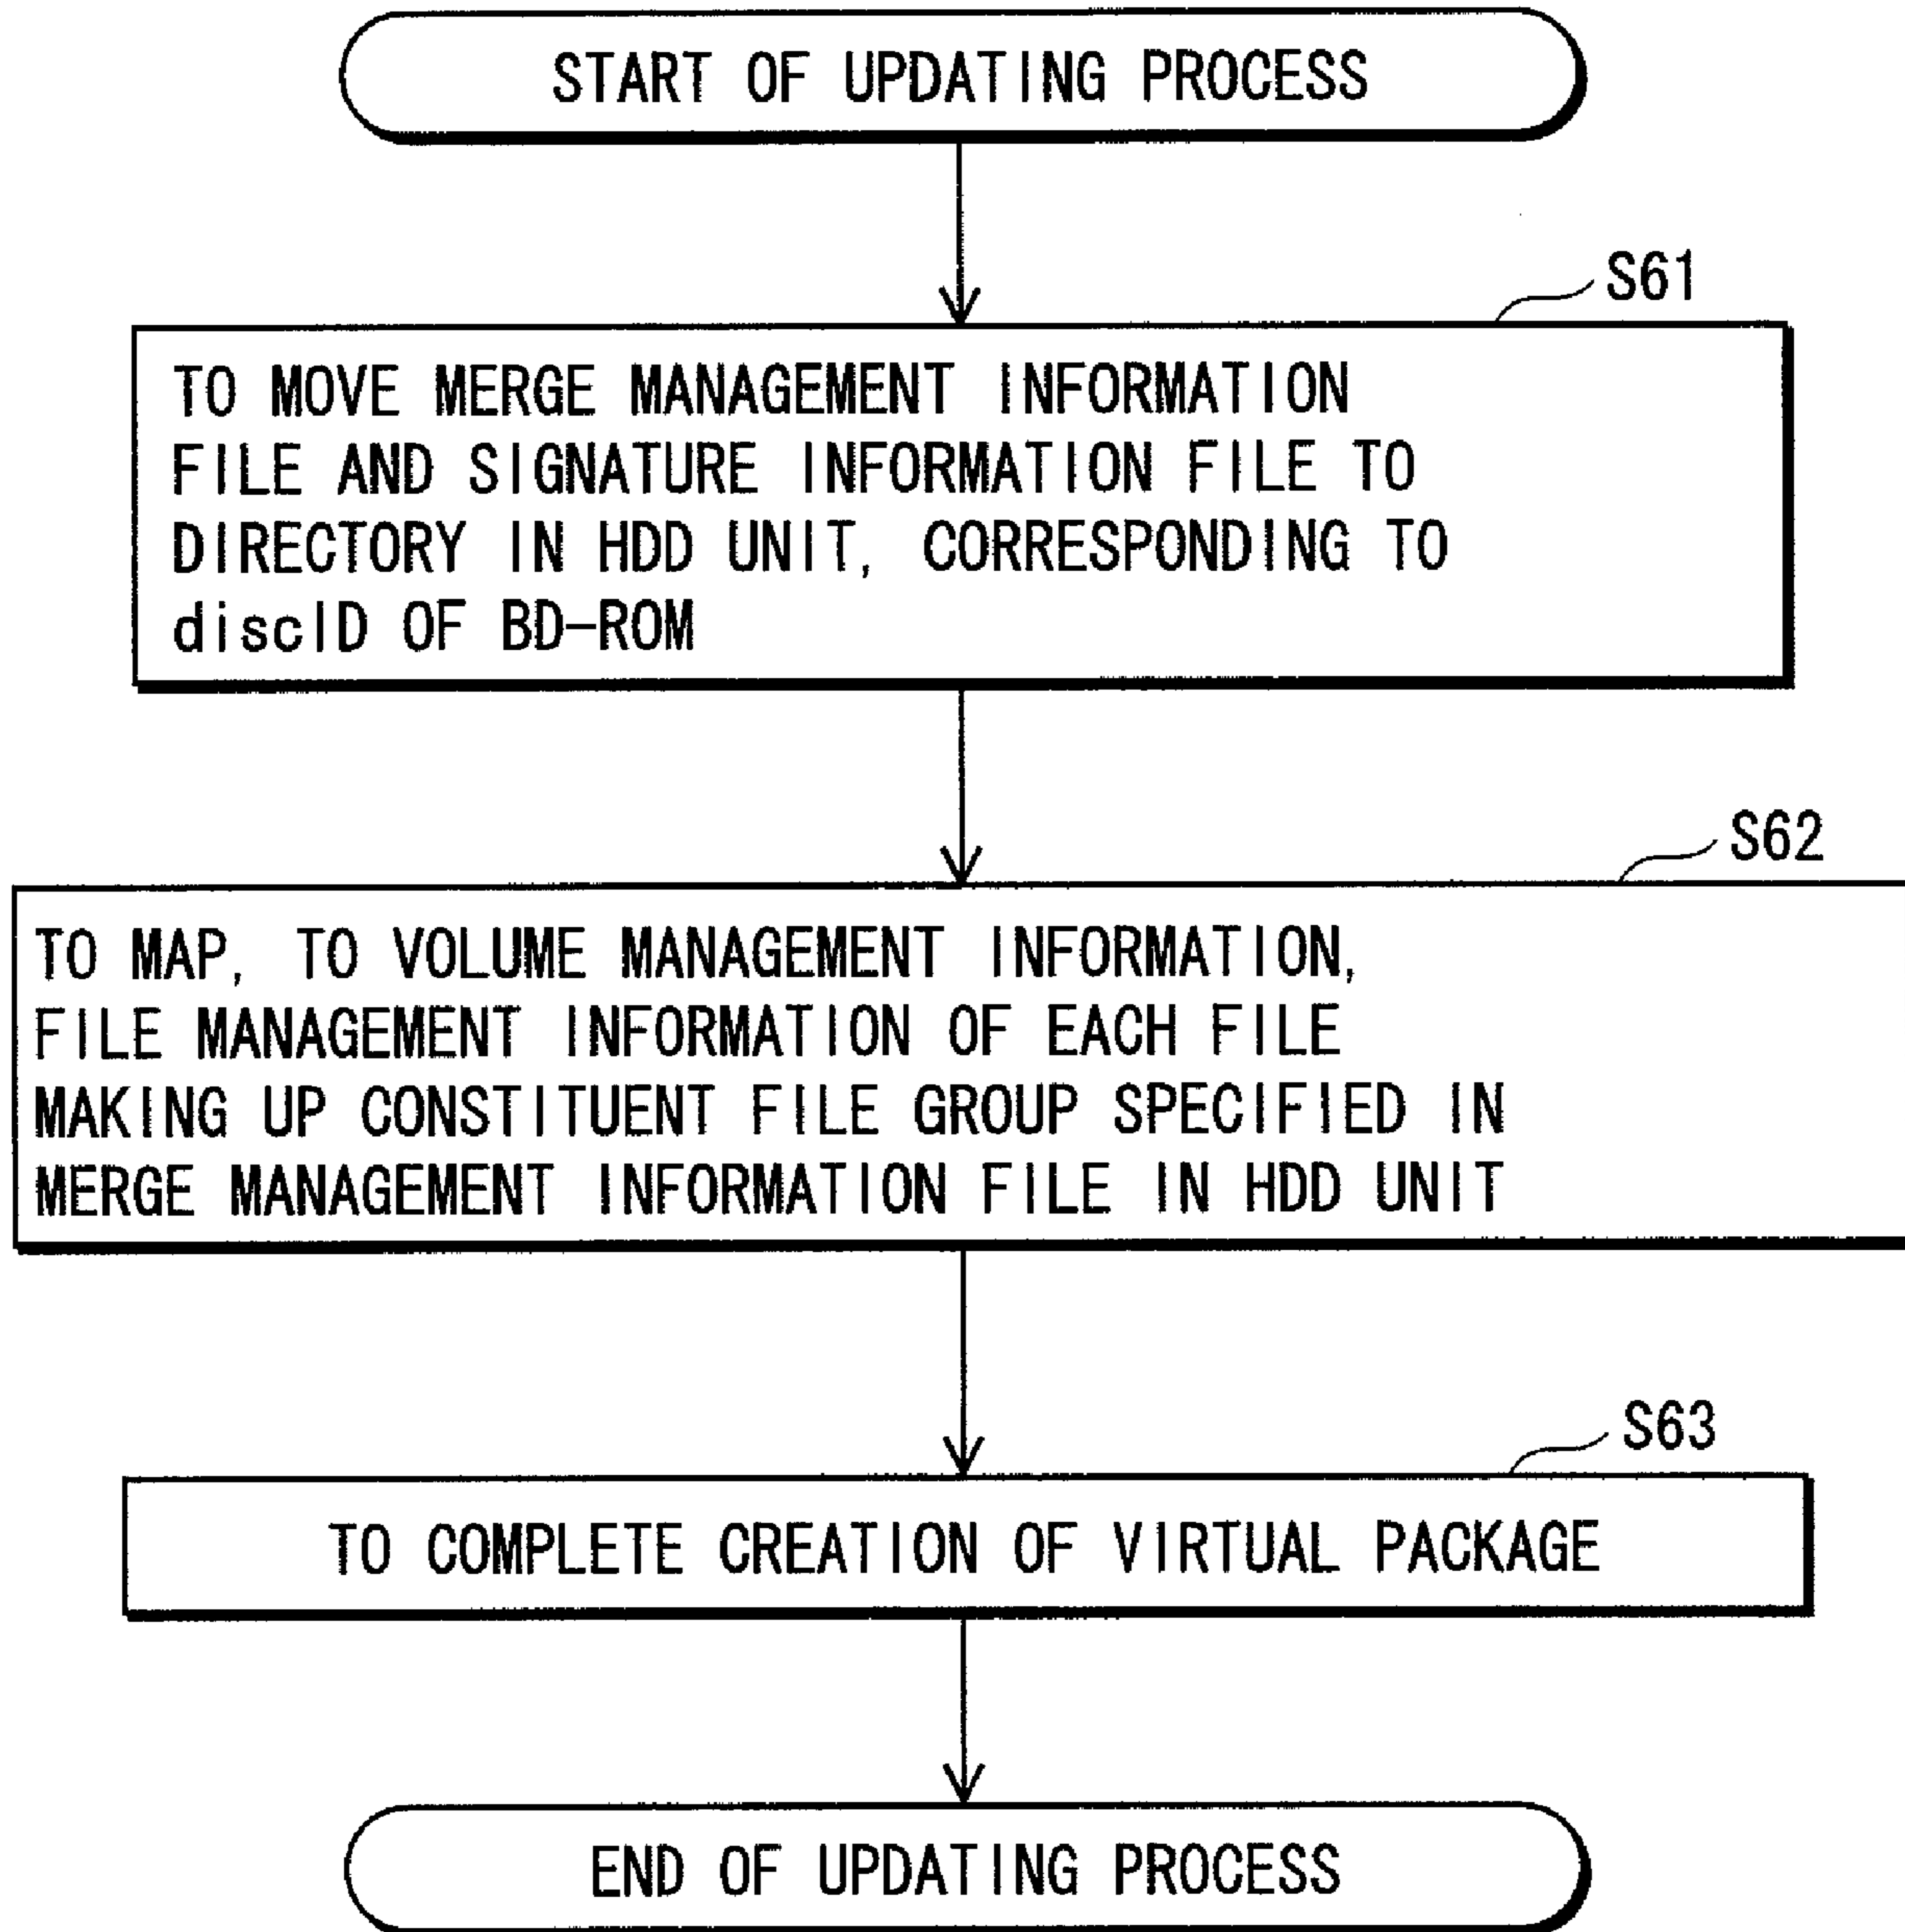 START OF UPDATING PROCESS
S61
TO MOVE MERGE MANAGEMENT INFORMATION
FILE AND SIGNATURE INFORMATION FILE TO
DIRECTORY IN HDD UNIT, CORRESPONDING TO
discID OF BD-ROM
S62
TO MAP, TO VOLUME MANAGEMENT INFORMATION,
FILE MANAGEMENT INFORMATION OF EACH FILE
MAKING UP CONSTITUENT FILE GROUP SPECIFIED IN
MERGE MANAGEMENT INFORMATION FILE IN HDD UNIT
S63
TO COMPLETE CREATION OF VIRTUAL PACKAGE
END OF UPDATING PROCESS